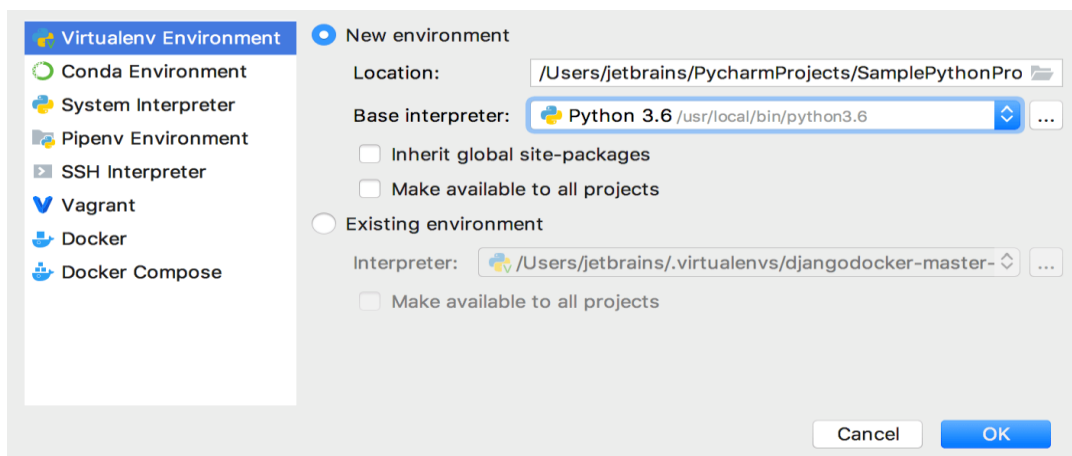 Virtualenv Environment
Conda Environment
System Interpreter
Pipenv Environment
SSH Interpreter
Vagrant
Docker
Docker Compose
New environment
Location: /Users/jetbrains/PycharmProjects/SamplePythonPro
Base interpreter: Python 3.6 /usr/local/bin/python3.6 ...
Inherit global site-packages
Make available to all projects
Existing environment
Interpreter: /Users/jetbrains/.virtualenvs/djangodocker-master- ...
Make available to all projects
Cancel OK